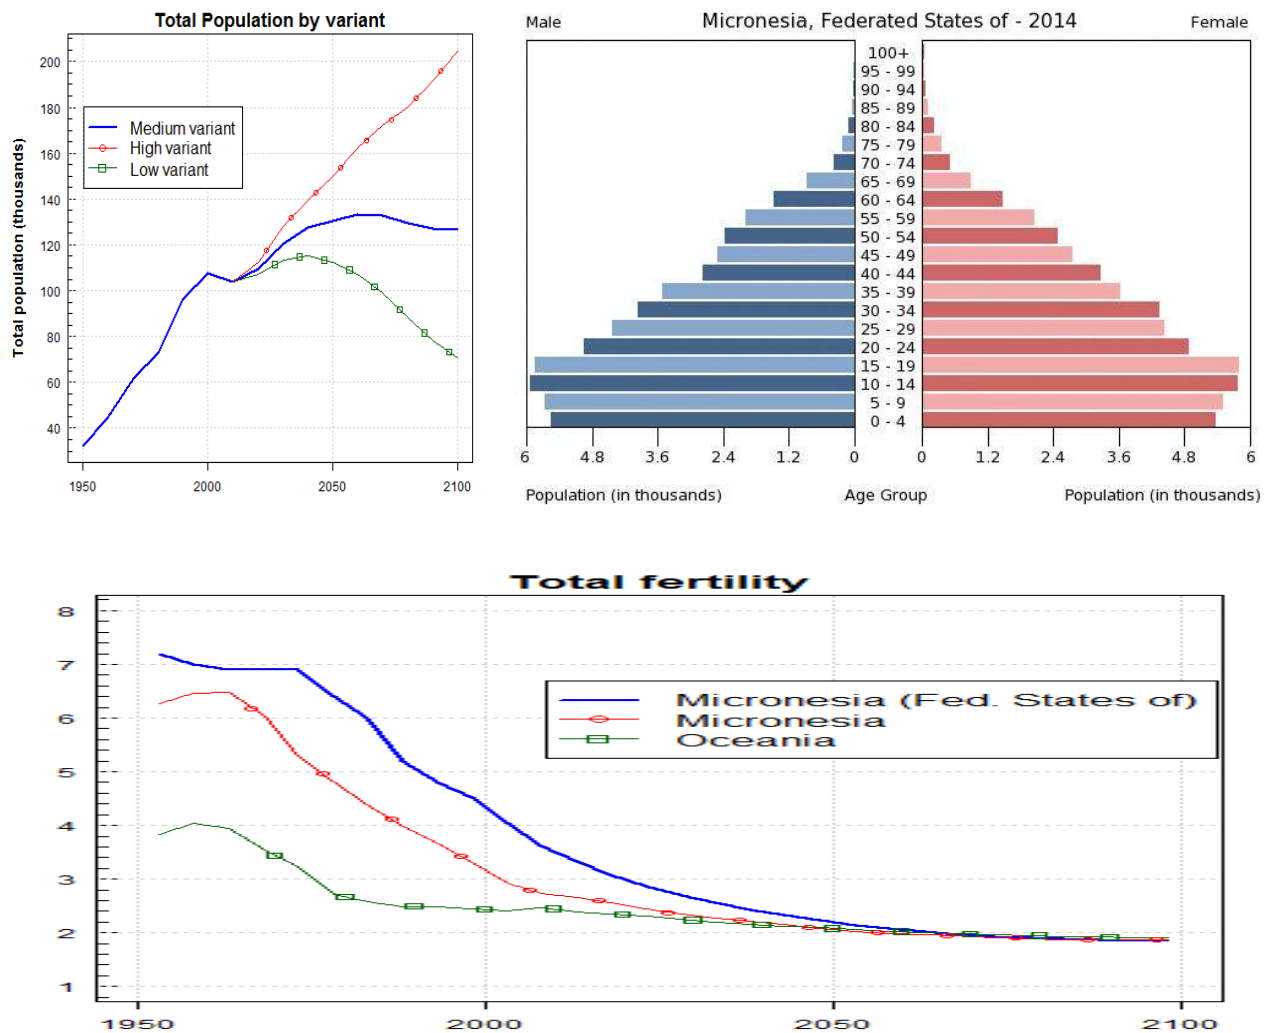 Total Population by variant
Total population (thousands)
200
180
160
140
120
100
80
60
40
1950 2000 2050 2100
Medium variant
High variant
Low variant
Male Micronesia, Federated States of - 2014 Female
100+
95 - 99
90 - 94
85 - 89
80 - 84
75 - 79
70 - 74
65 - 69
60 - 64
55 - 59
50 - 54
45 - 49
40 - 44
35 - 39
30 - 34
25 - 29
20 - 24
15 - 19
10 - 14
5 - 9
0 - 4
6 4.8 3.6 2.4 1.2 0 0 1.2 2.4 3.6 4.8 6
Population (in thousands) Age Group Population (in thousands)
Total fertility
8
7
6
5
4
3
2
1
Micronesia (Fed. States of)
Micronesia
Oceania
1950 2000 2050 2100